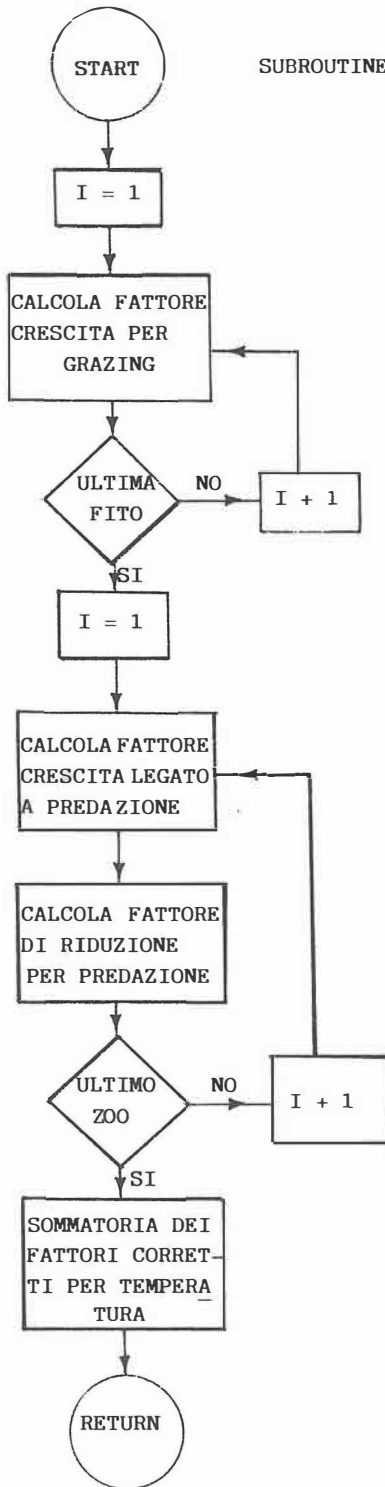 START
SUBROUTINE
I = 1
CALCOLA FATTORE
CRESCITA PER
GRAZING
ULTIMA
FITO
NO
I + 1
SI
I = 1
CALCOLA FATTORE
CRESCITA LEGATO
A PREDAZIONE
CALCOLA FATTORE
DI RIDUZIONE
PER PREDAZIONE
ULTIMO
ZOO
NO
I + 1
SI
SOMMATORIA DEI
FATTORI CORRET-
TI PER TEMPERA
TURA
RETURN